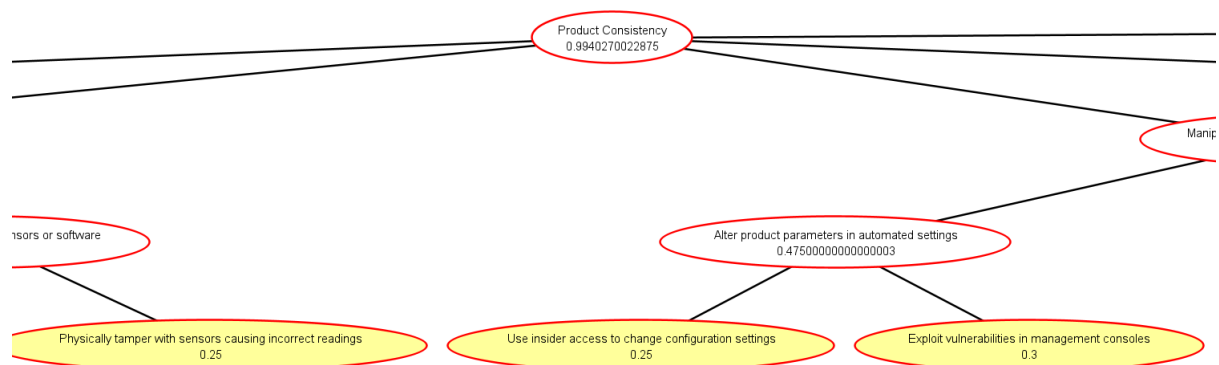 Product Consistency
0.9940270022875
Manip
nsors or software
Alter product parameters in automated settings
0.47500000000000003
Physically tamper with sensors causing incorrect readings
0.25
Use insider access to change configuration settings
0.25
Exploit vulnerabilities in management consoles
0.3